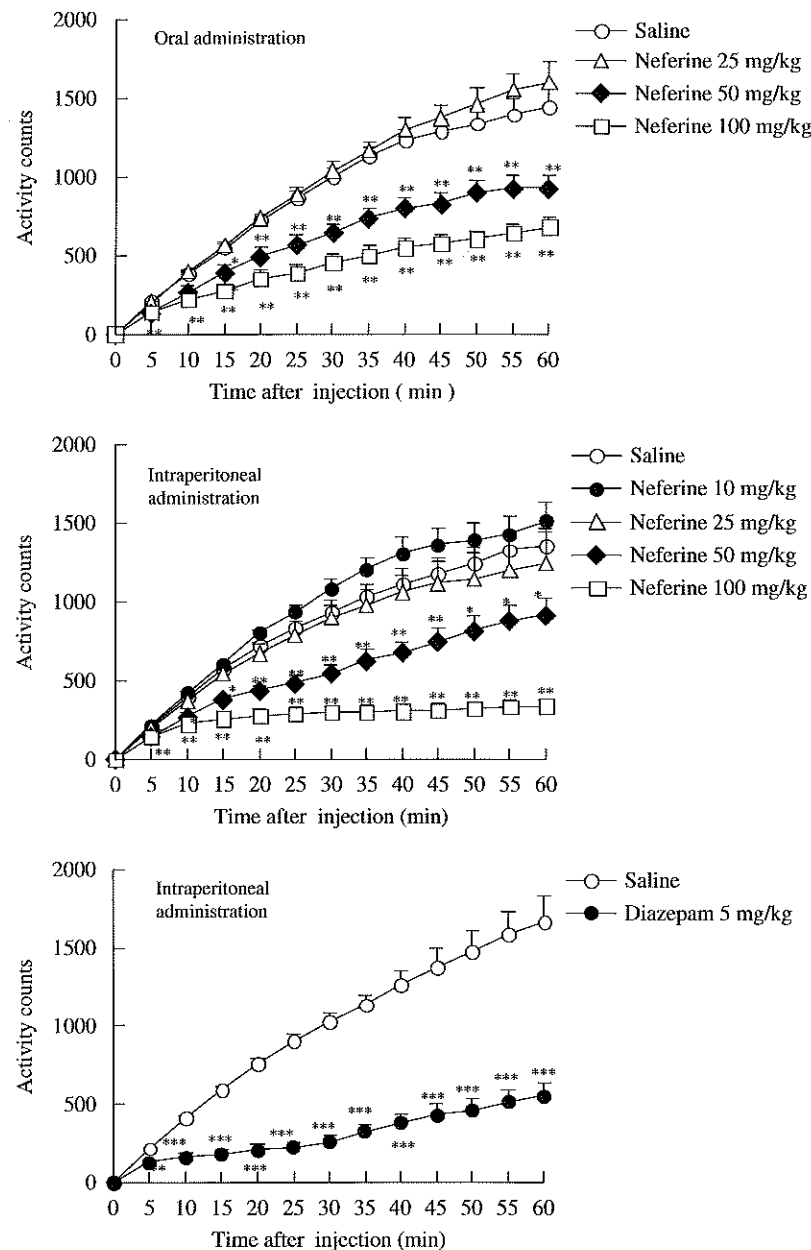 Oral administration
Saline
Neferine 25 mg/kg
Neferine 50 mg/kg
Neferine 100 mg/kg
Activity counts
2000
1500
1000
500
0
** ** ** ** ** ** ** ** **
*
** ** ** ** ** ** ** ** ** ** ** **
0 5 10 15 20 25 30 35 40 45 50 55 60
Time after injection ( min )
Intraperitoneal
administration
Saline
Neferine 10 mg/kg
Neferine 25 mg/kg
Neferine 50 mg/kg
Neferine 100 mg/kg
Activity counts
2000
1500
1000
500
0
* ** ** ** ** ** ** * * *
** ** ** ** ** ** ** ** ** ** ** **
0 5 10 15 20 25 30 35 40 45 50 55 60
Time after injection (min)
Intraperitoneal
administration
Saline
Diazepam 5 mg/kg
Activity counts
2000
1500
1000
500
0
** *** *** *** *** *** *** *** *** *** *** ***
0 5 10 15 20 25 30 35 40 45 50 55 60
Time after injection (min)